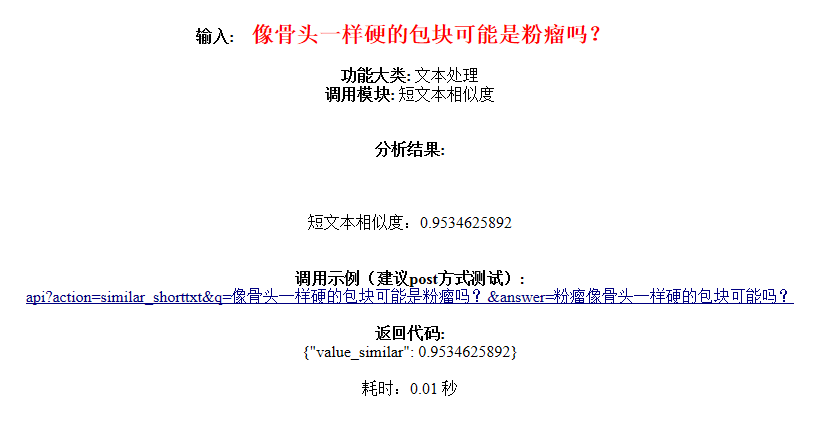 输入: 像骨头一样硬的包块可能是粉瘤吗?
功能大类: 文本处理
调用模块: 短文本相似度
分析结果:
短文本相似度：0.9534625892
调用示例（建议post方式测试）:
api?action=similar_shorttxt&q=像骨头一样硬的包块可能是粉瘤吗？&answer=粉瘤像骨头一样硬的包块可能吗？
返回代码:
{"value_similar": 0.9534625892}
耗时：0.01 秒